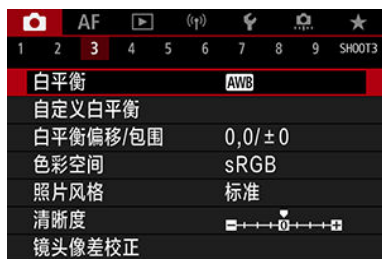 AF
1 2 3 4 5 6 7 8 9 SHOOT3
白平衡 AWB
自定义白平衡
白平衡偏移/包围 0,0/±0
色彩空间 sRGB
照片风格 标准
清晰度 0
镜头像差校正